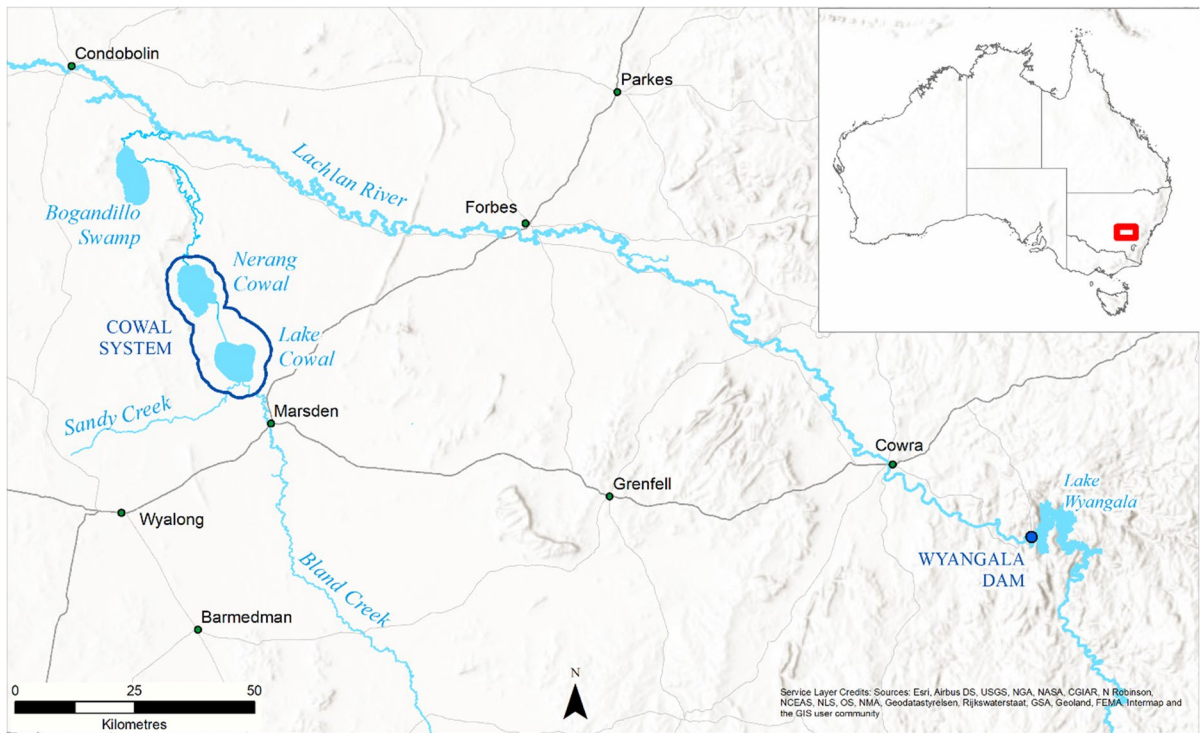 Condobolin
Parkes
Lachlan River
Bogandillo
Swamp
Forbes
Nerang
Cowal
COWAL
SYSTEM
Lake
Cowal
Sandy Creek
Marsden
Cowra
Grenfell
Lake
Wyangala
Wyalong
WYANGALA
DAM
Bland Creek
Barmedman
0 25 50
Kilometres
N
Service Layer Credits: Sources: Esri, Airbus DS, USGS, NGA, NASA, CGIAR, N Robinson,
NCEAS, NLS, OS, NMA, Geodatastyrelsen, Rijkswaterstaat, GSA, Geoland, FEMA, Intermap and
the GIS user community